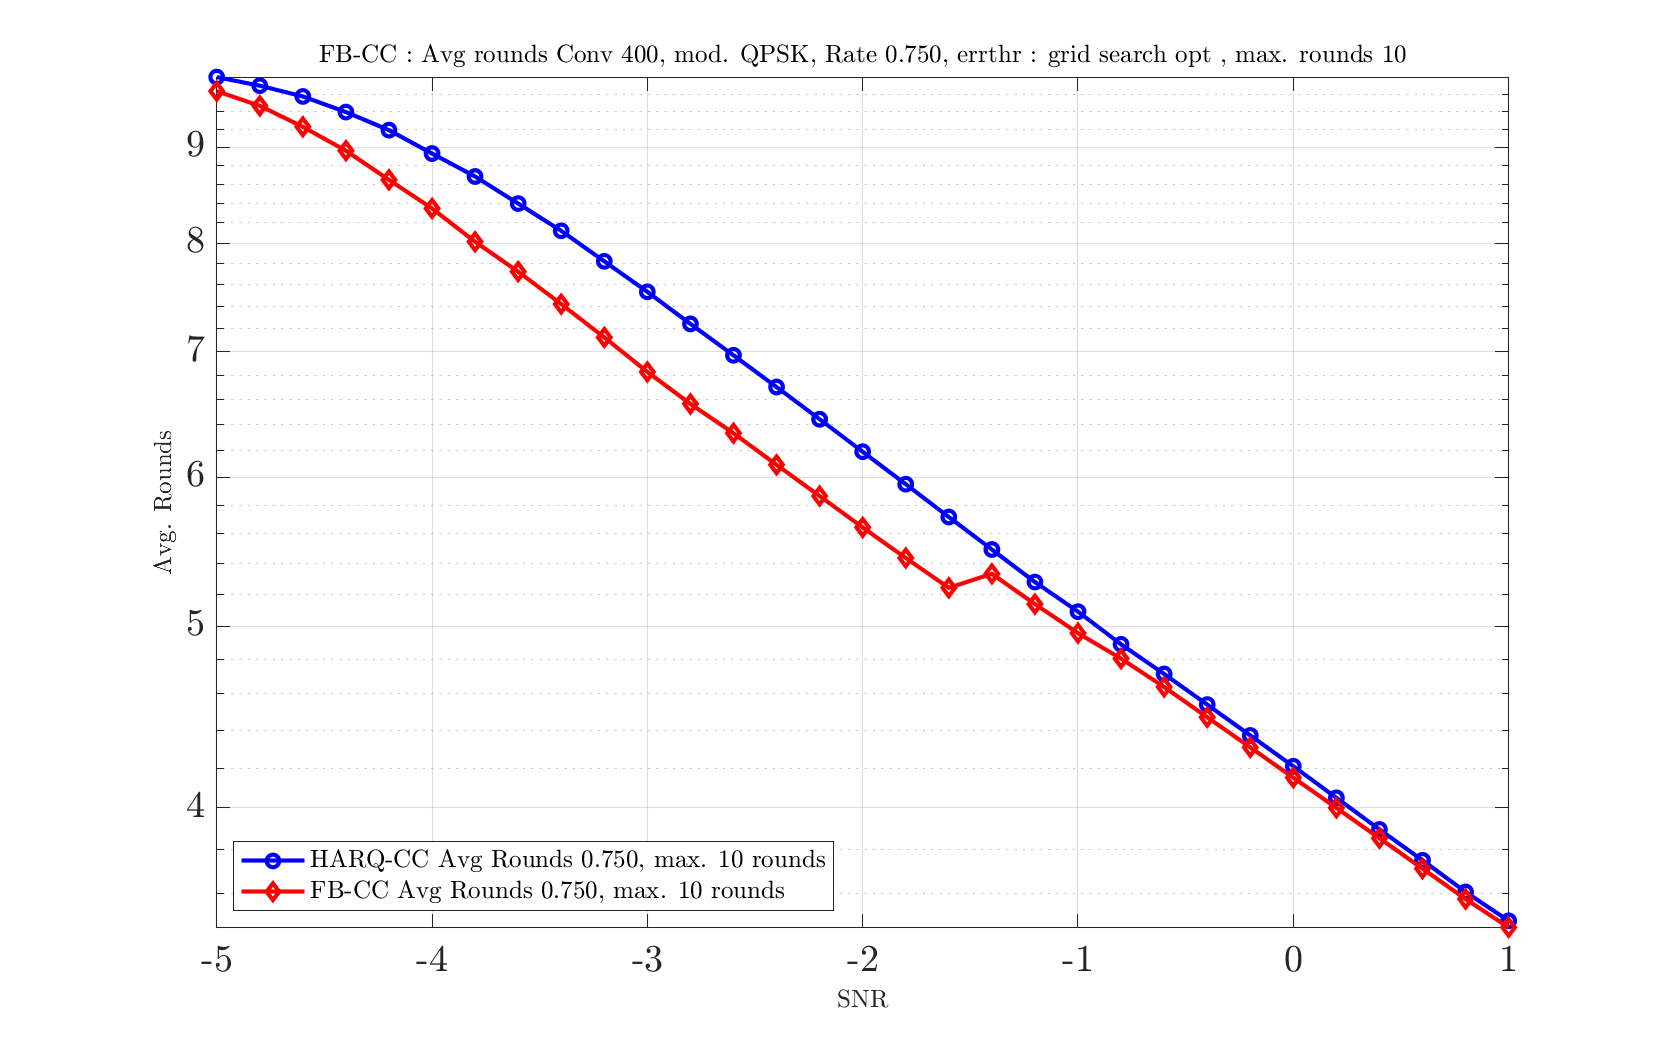 FB-CC : Avg rounds Conv 400, mod. QPSK, Rate 0.750, errthr : grid search opt , max. rounds 10
9
8
7
6
5
4
Avg. Rounds
HARQ-CC Avg Rounds 0.750, max. 10 rounds
FB-CC Avg Rounds 0.750, max. 10 rounds
-5 -4 -3 -2 -1 0 1
SNR